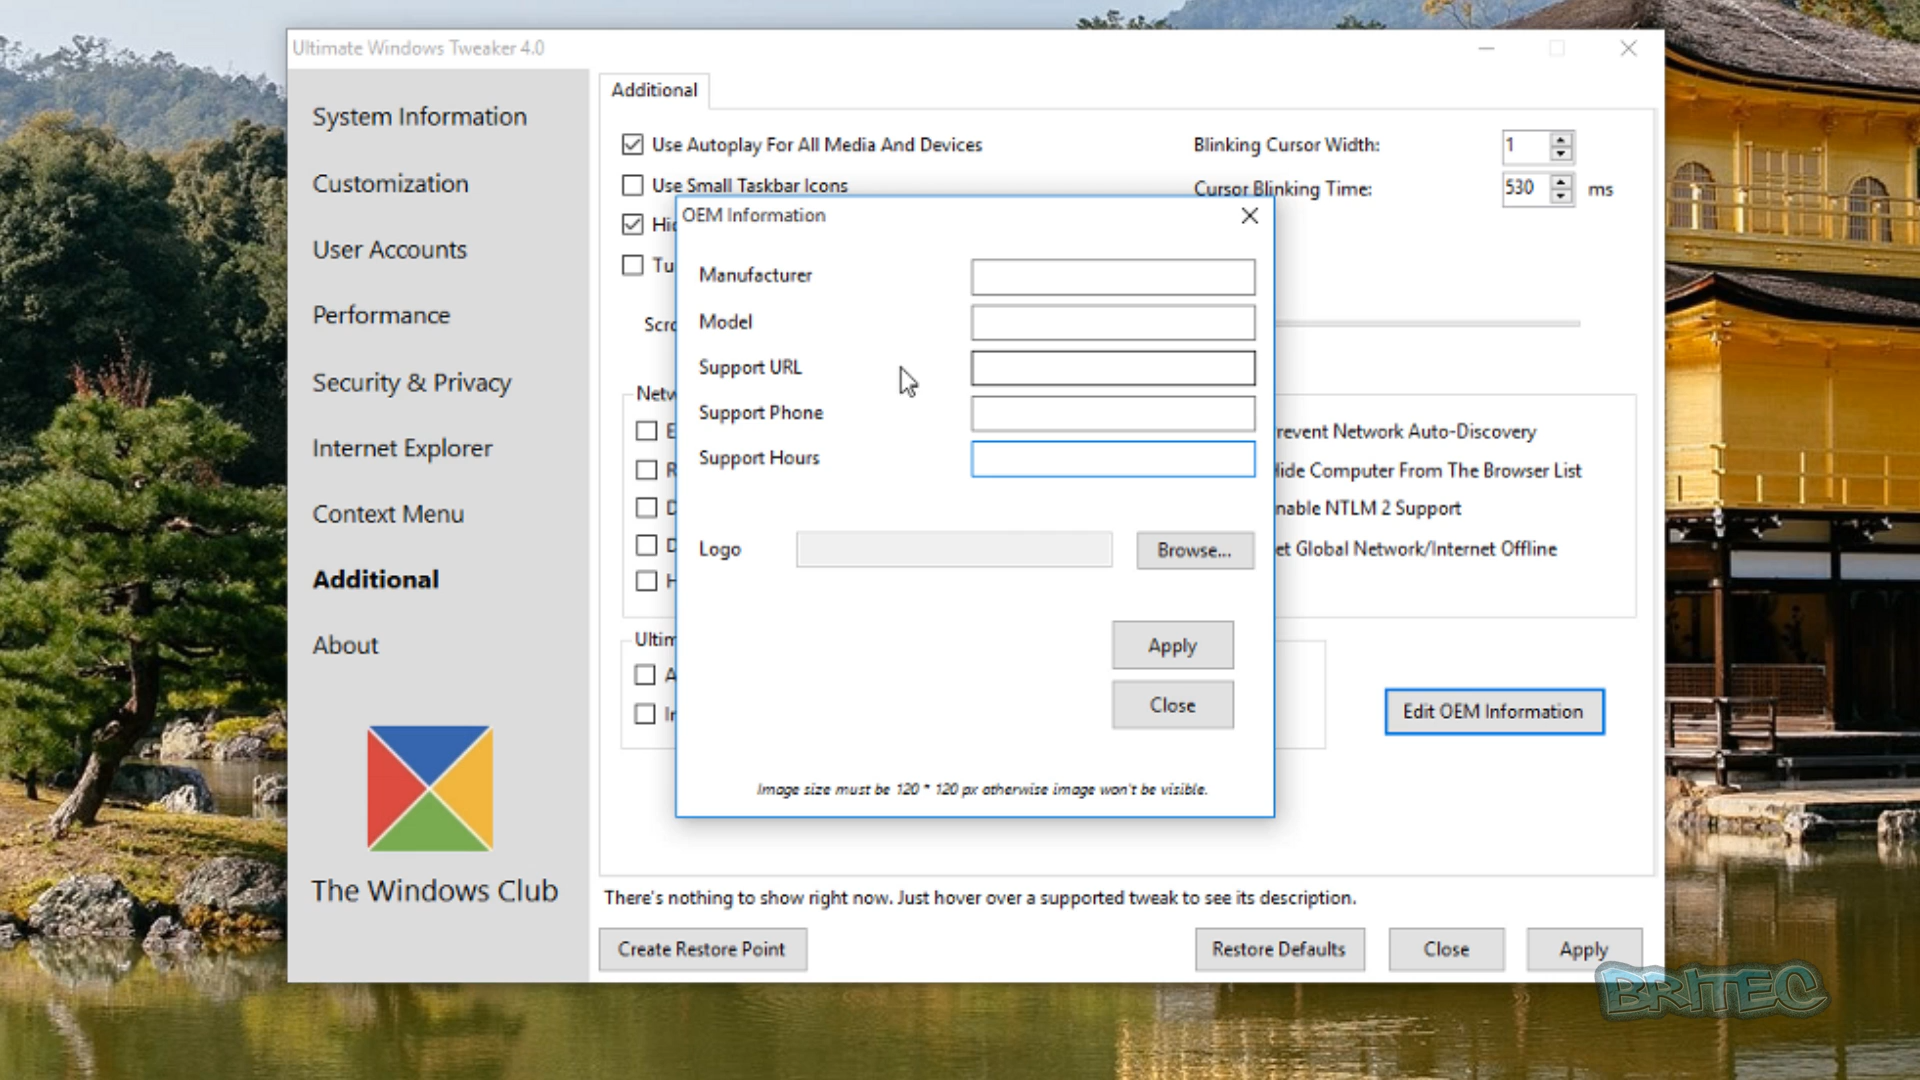 Ultimate Windows Tweaker 4.0
System Information
Customization
User Accounts
Performance
Security & Privacy
Internet Explorer
Context Menu
Additional
About
The Windows Club
Additional
Use Autoplay For All Media And Devices
Use Small Taskbar Icons
Hi
Tu
Scr
Blinking Cursor Width:
1
Cursor Blinking Time:
530
ms
OEM Information
Manufacturer
Model
Support URL
Support Phone
Support Hours
Logo
Browse...
Apply
Close
Image size must be 120 * 120 px otherwise image won't be visible.
Netw
E
R
D
D
H
revent Network Auto-Discovery
Hide Computer From The Browser List
nable NTLM 2 Support
et Global Network/Internet Offline
Ultim
A
Ir
Edit OEM Information
There's nothing to show right now. Just hover over a supported tweak to see its description.
Create Restore Point
Restore Defaults
Close
Apply
BRITEC